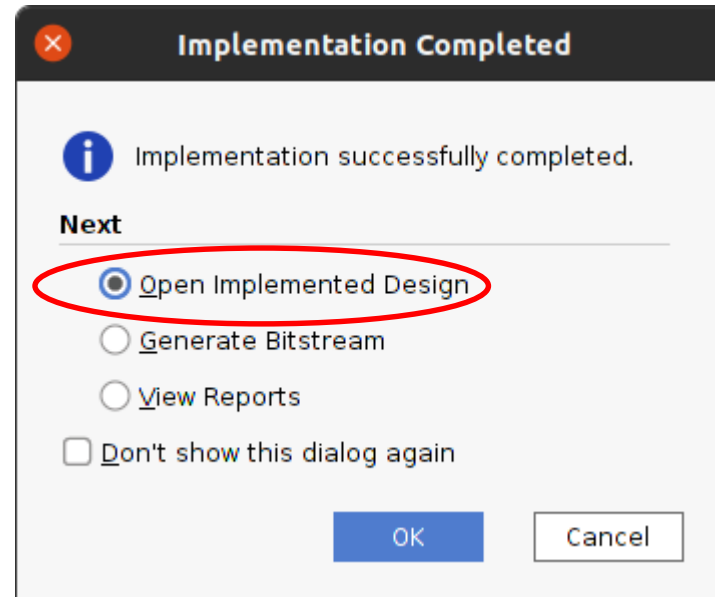 Implementation Completed
Implementation successfully completed.
Next
Open Implemented Design
Generate Bitstream
View Reports
Don't show this dialog again
OK
Cancel